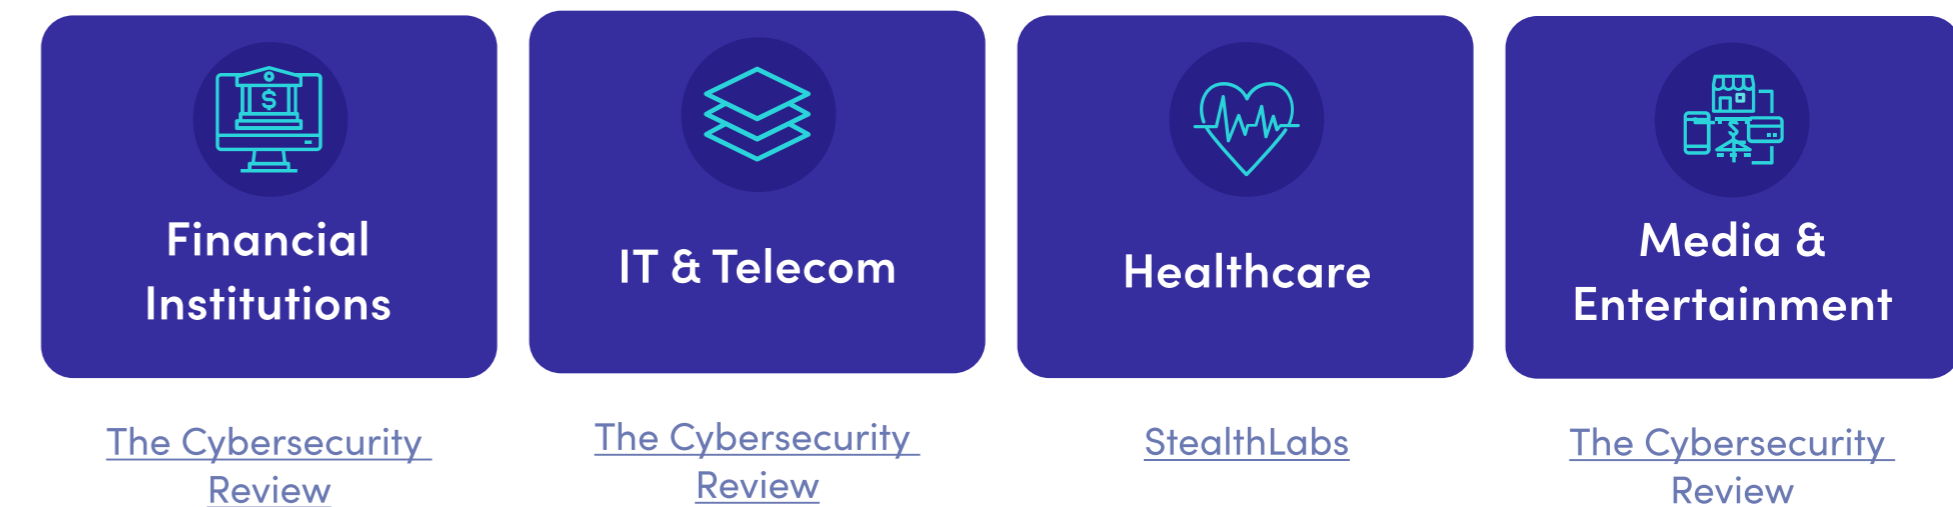 Financial
Institutions
The Cybersecurity
Review
IT & Telecom
The Cybersecurity
Review
Healthcare
StealthLabs
Media &
Entertainment
The Cybersecurity
Review